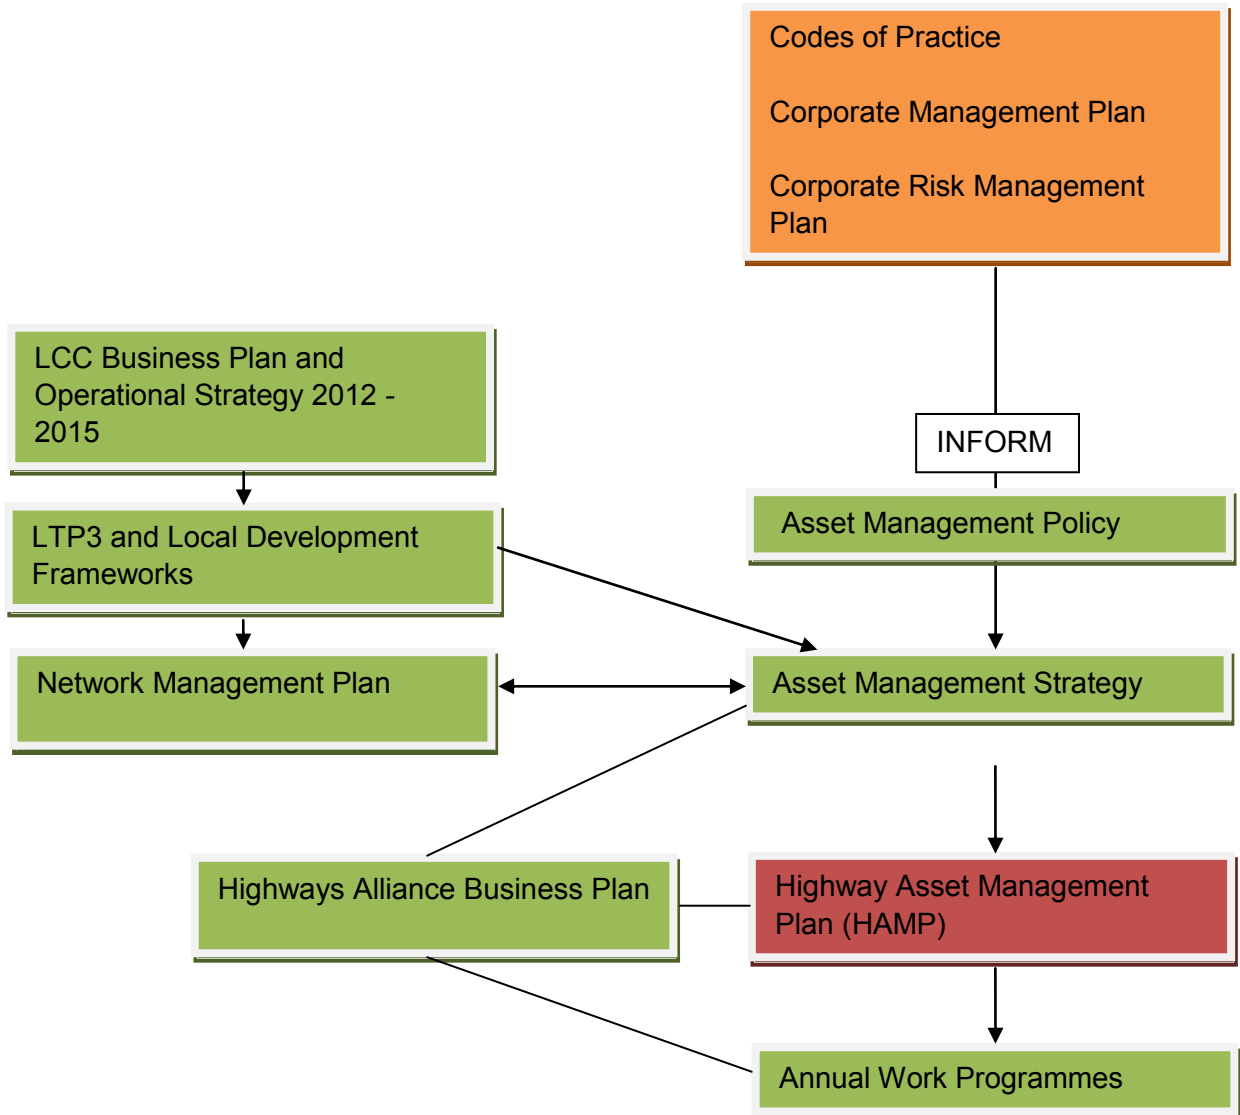 Codes of Practice
Corporate Management Plan
Corporate Risk Management
Plan
LCC Business Plan and
Operational Strategy 2012 -
2015
INFORM
LTP3 and Local Development
Frameworks
Asset Management Policy
Network Management Plan
Asset Management Strategy
Highways Alliance Business Plan
Highway Asset Management
Plan (HAMP)
Annual Work Programmes